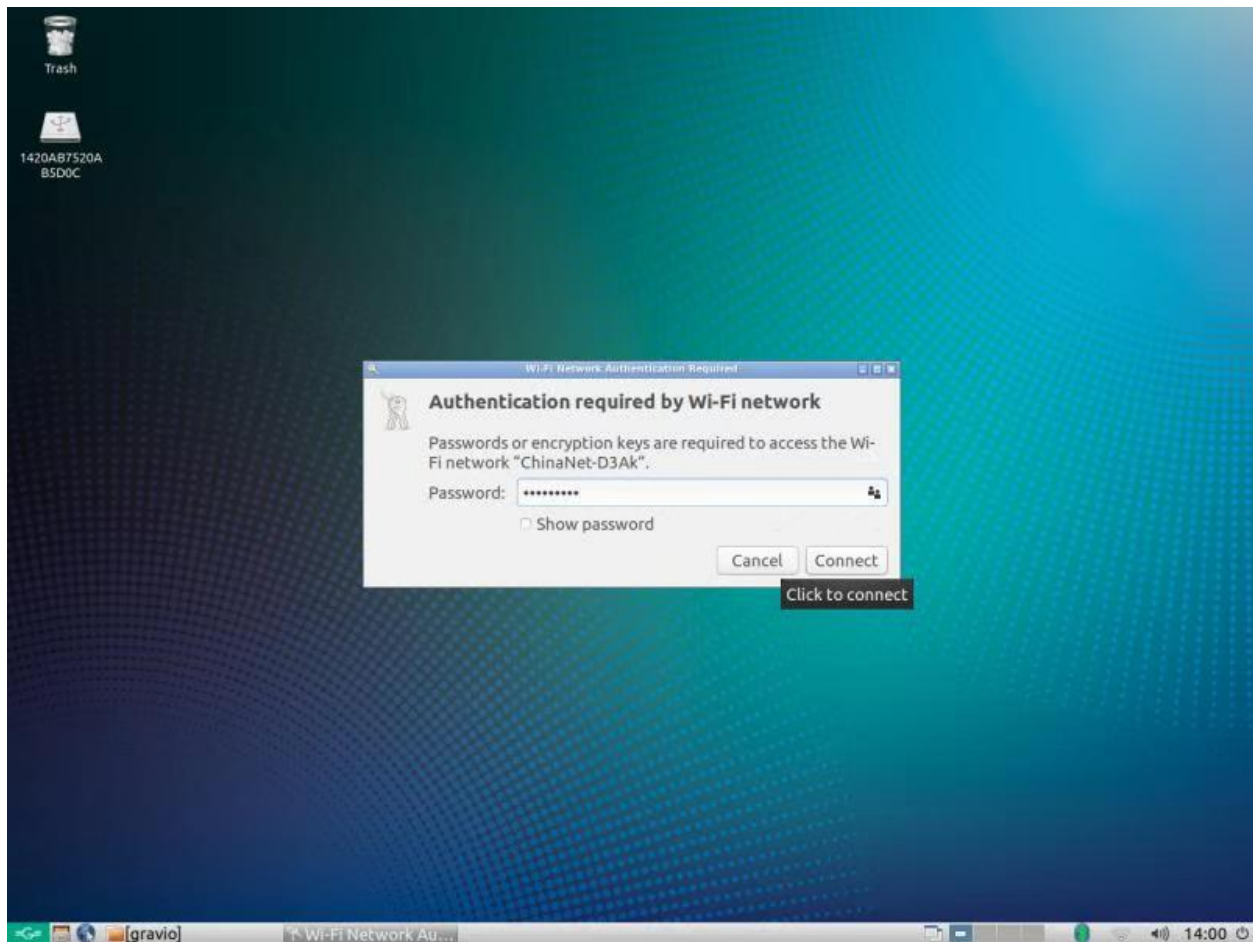 Trash
1420AB7520A
B5D0C
Wi-Fi Network Authentication Required
Authentication required by Wi-Fi network
Passwords or encryption keys are required to access the Wi-
Fi network “ChinaNet-D3Ak”.
Password: •••••••••
Show password
Cancel Connect
Click to connect
=G= [gravio] Wi-Fi Network Au... 14:00